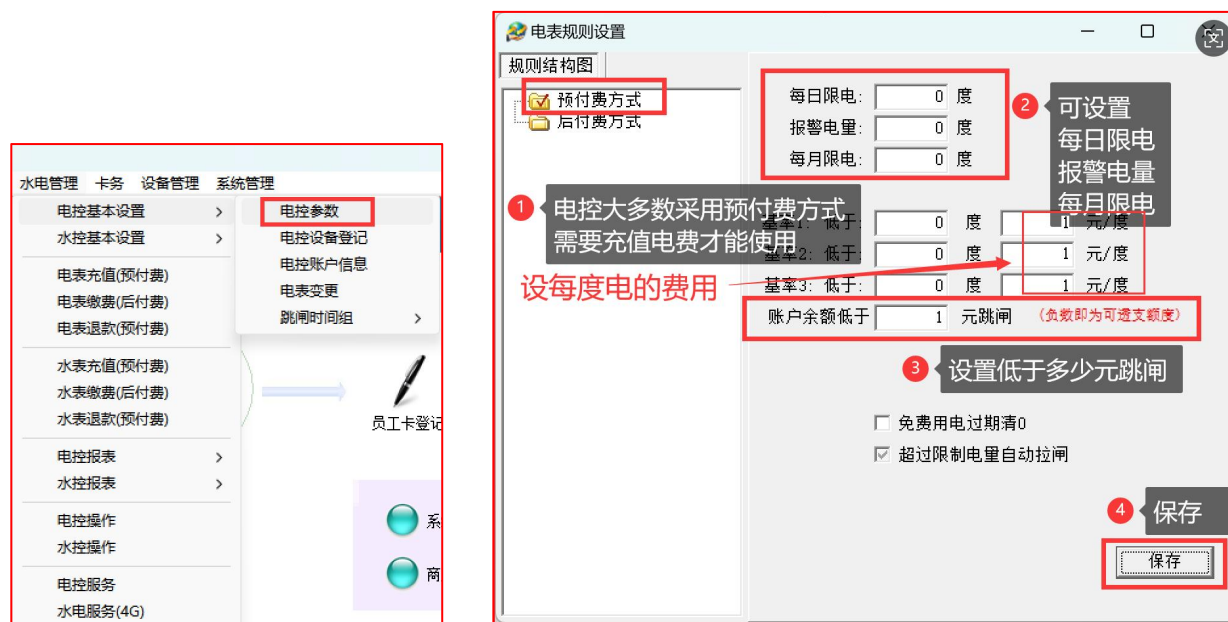 水电管理 卡务 设备管理 系统管理
电控基本设置 >
水控基本设置 >
电表充值(预付费)
电表缴费(后付费)
电表退款(预付费)
水表充值(预付费)
水表缴费(后付费)
水表退款(预付费)
电控报表 >
水控报表 >
电控操作
水控操作
电控服务
水电服务(4G)
电控参数
电控设备登记
电控账户信息
电表变更
跳闸时间组 >
员工卡登记
系
商
电表规则设置
规则结构图
预付费方式
后付费方式
每日限电: 0 度
报警电量: 0 度
每月限电: 0 度
2 可设置
每日限电
报警电量
每月限电
1 电控大多数采用预付费方式
需要充值电费才能使用
设每度电的费用
基率1: 低于: 0 度 1 元/度
基率2: 低于: 0 度 1 元/度
基率3: 低于: 0 度 1 元/度
账户余额低于 1 元跳闸 (负数即为可透支额度)
3 设置低于多少元跳闸
免费用电过期清0
超过限制电量自动拉闸
4 保存
保存